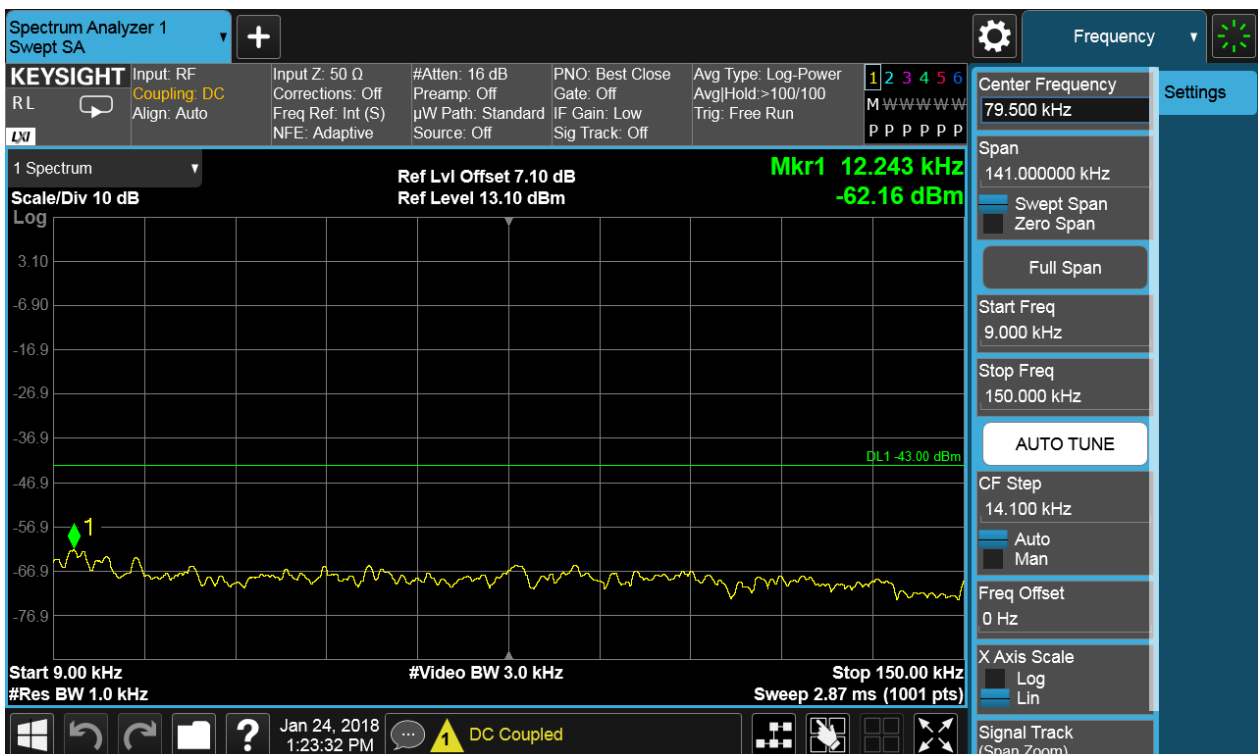 Spectrum Analyzer 1
Swept SA
+
Frequency
KEYSIGHT
R L
LXI
Input: RF
Coupling: DC
Align: Auto
Input Z: 50 Ω
Corrections: Off
Freq Ref: Int (S)
NFE: Adaptive
#Atten: 16 dB
Preamp: Off
µW Path: Standard
Source: Off
PNO: Best Close
Gate: Off
IF Gain: Low
Sig Track: Off
Avg Type: Log-Power
Avg|Hold:>100/100
Trig: Free Run
1 2 3 4 5 6
M W W W W W
P P P P P P
1 Spectrum
Scale/Div 10 dB
Log
Ref Lvl Offset 7.10 dB
Ref Level 13.10 dBm
Mkr1 12.243 kHz
-62.16 dBm
3.10
-6.90
-16.9
-26.9
-36.9
DL1 -43.00 dBm
-46.9
-56.9
1
-66.9
-76.9
Start 9.00 kHz
#Res BW 1.0 kHz
#Video BW 3.0 kHz
Stop 150.00 kHz
Sweep 2.87 ms (1001 pts)
Center Frequency
79.500 kHz
Settings
Span
141.000000 kHz
Swept Span
Zero Span
Full Span
Start Freq
9.000 kHz
Stop Freq
150.000 kHz
AUTO TUNE
CF Step
14.100 kHz
Auto
Man
Freq Offset
0 Hz
X Axis Scale
Log
Lin
Signal Track
(Span Zoom)
?
Jan 24, 2018
1:23:32 PM
1
DC Coupled